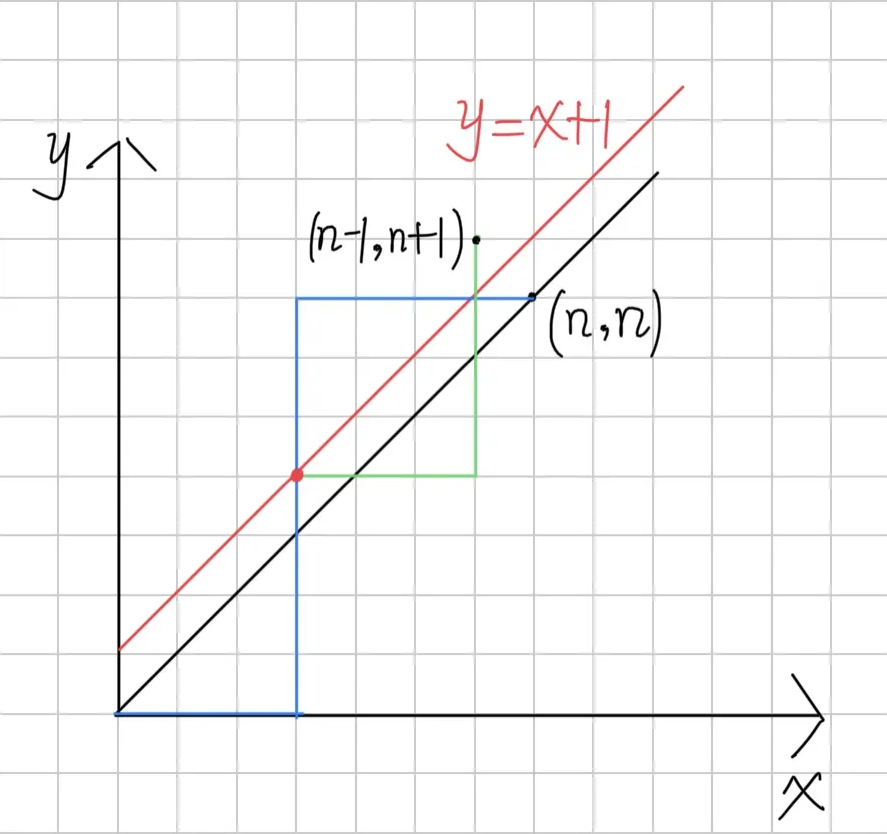 y=x+1
y
(n-1,n+1)
(n,n)
x